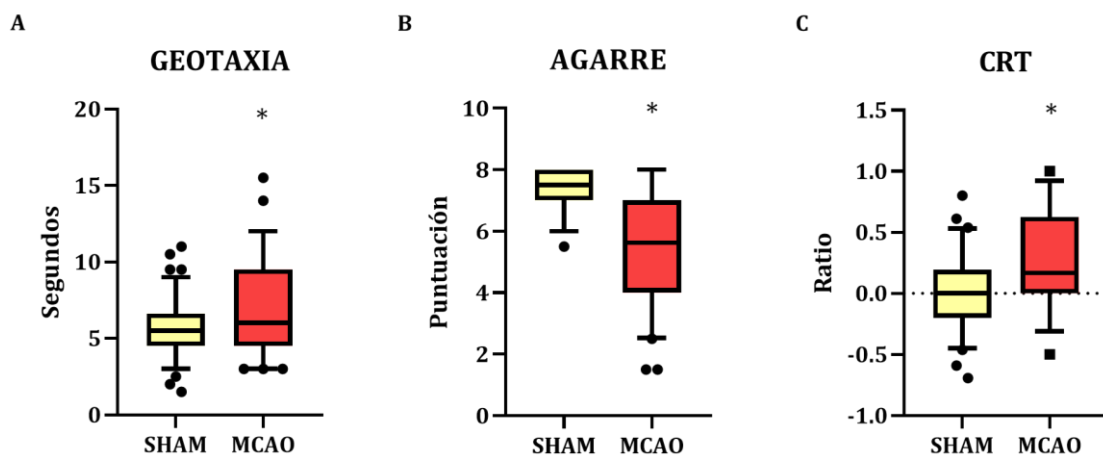 A
GEOTAXIA
Segundos
20
15
10
5
0
*
SHAM MCAO
B
AGARRE
Puntuación
10
8
6
4
2
0
*
SHAM MCAO
C
CRT
Ratio
1.5
1.0
0.5
0.0
-0.5
-1.0
*
SHAM MCAO